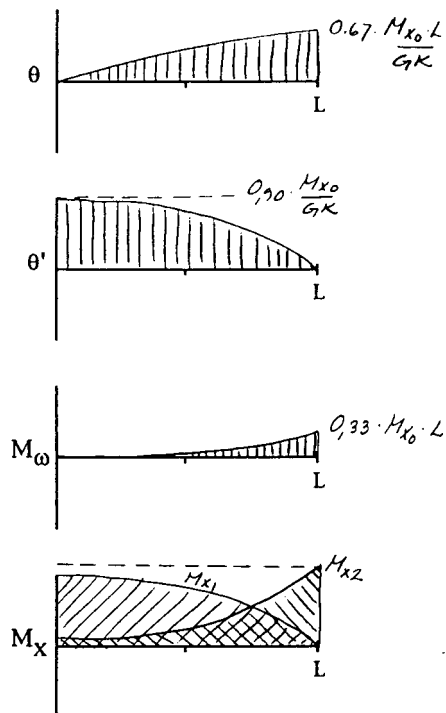 0.67 · Mx₀ · L
GK
θ
L
0,90 · Mx₀
GK
θ'
L
0,33 · Mx₀ · L
Mω
L
Mx1
Mx2
Mx
L